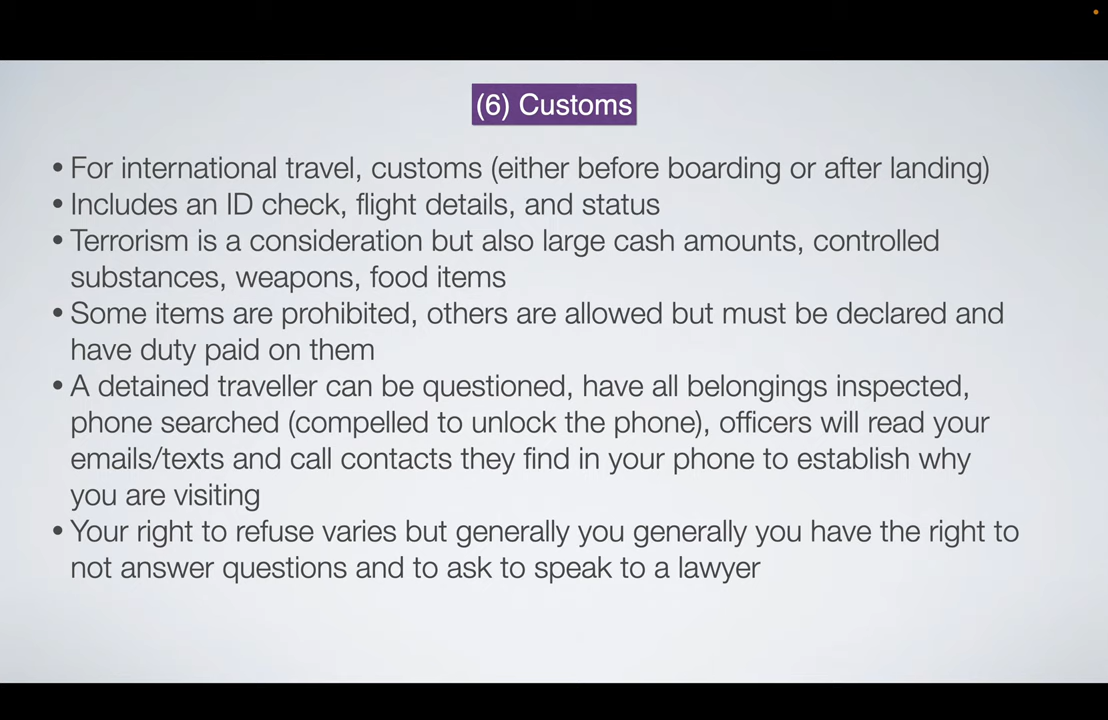 (6) Customs
• For international travel, customs (either before boarding or after landing)
• Includes an ID check, flight details, and status
• Terrorism is a consideration but also large cash amounts, controlled
substances, weapons, food items
• Some items are prohibited, others are allowed but must be declared and
have duty paid on them
• A detained traveller can be questioned, have all belongings inspected,
phone searched (compelled to unlock the phone), officers will read your
emails/texts and call contacts they find in your phone to establish why
you are visiting
• Your right to refuse varies but generally you generally you have the right to
not answer questions and to ask to speak to a lawyer